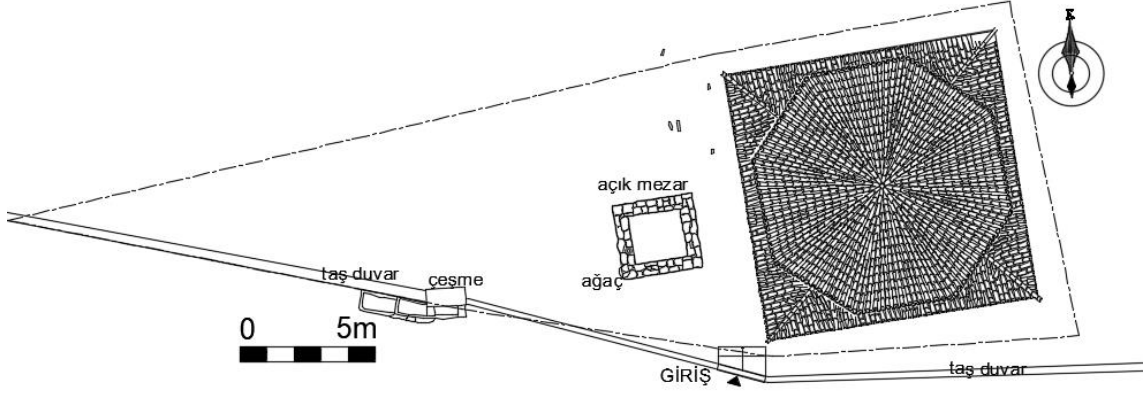 K
açık mezar
taş duvar
çeşme
ağaç
0 5m
GİRİŞ
taş duvar